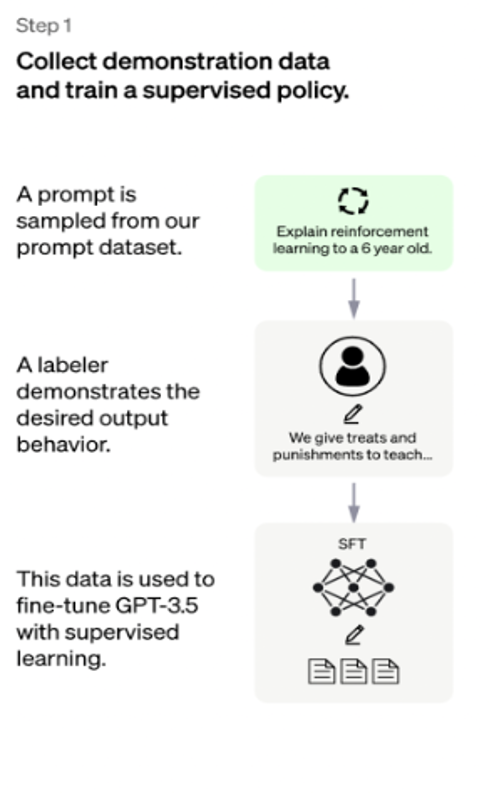 Step 1
Collect demonstration data
and train a supervised policy.
A prompt is
sampled from our
prompt dataset.
Explain reinforcement
learning to a 6 year old.
A labeler
demonstrates the
desired output
behavior.
We give treats and
punishments to teach...
SFT
This data is used to
fine-tune GPT-3.5
with supervised
learning.